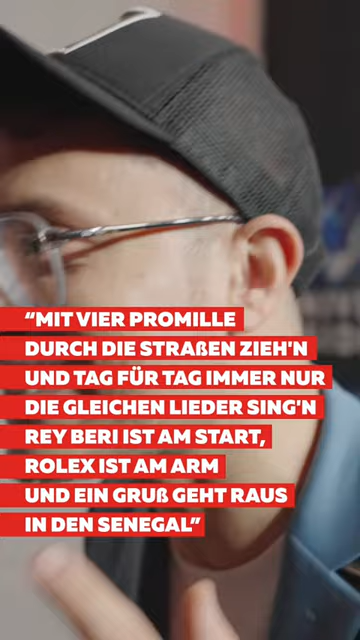 “MIT VIER PROMILLE
DURCH DIE STRAßEN ZIEH'N
UND TAG FÜR TAG IMMER NUR
DIE GLEICHEN LIEDER SING'N
REY BERI IST AM START,
ROLEX IST AM ARM
UND EIN GRUß GEHT RAUS
IN DEN SENEGAL”